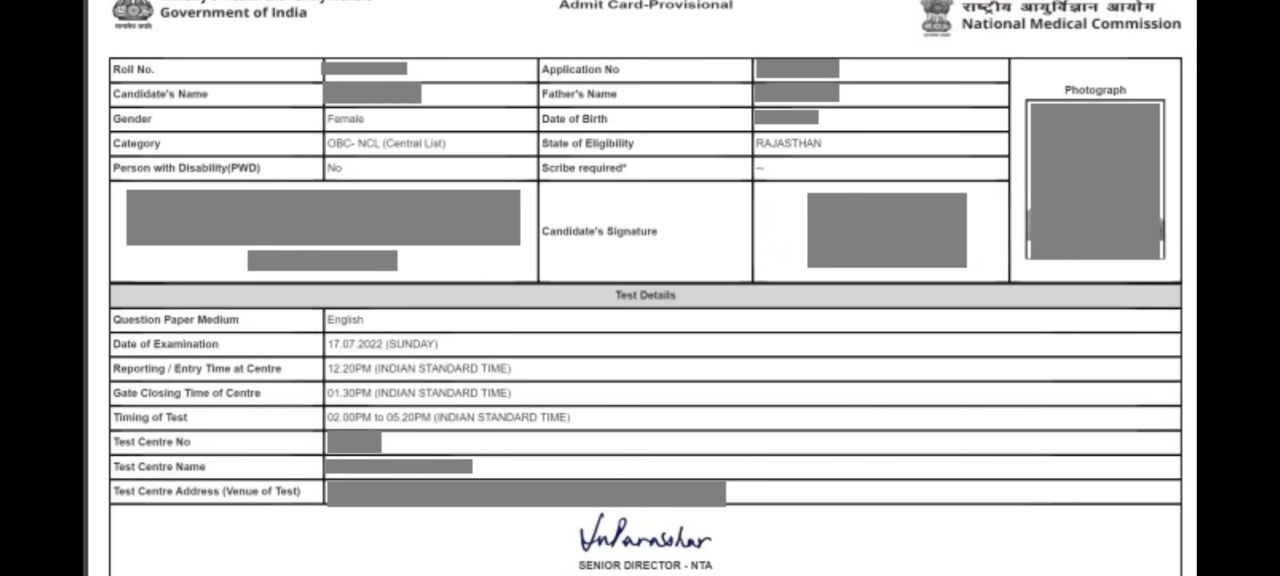 Government of India
Admit Card-Provisional
राष्ट्रीय आयुर्विज्ञान आयोग
National Medical Commission
Roll No.
Application No
Candidate's Name
Father's Name
Gender Female
Date of Birth
Category OBC- NCL (Central List)
State of Eligibility RAJASTHAN
Person with Disability(PWD) No
Scribe required* --
Photograph
Candidate's Signature
Test Details
Question Paper Medium English
Date of Examination 17.07.2022 (SUNDAY)
Reporting / Entry Time at Centre 12.20PM (INDIAN STANDARD TIME)
Gate Closing Time of Centre 01.30PM (INDIAN STANDARD TIME)
Timing of Test 02.00PM to 05.20PM (INDIAN STANDARD TIME)
Test Centre No
Test Centre Name
Test Centre Address (Venue of Test)
VnParashar
SENIOR DIRECTOR - NTA